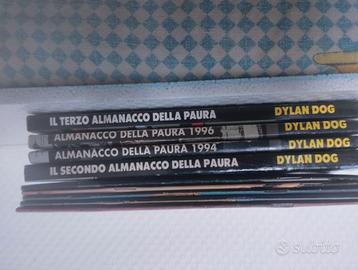 IL TERZO ALMANACCO DELLA PAURA DYLAN DOG
ALMANACCO DELLA PAURA 1996 DYLAN DOG
ALMANACCO DELLA PAURA 1994 DYLAN DOG
IL SECONDO ALMANACCO DELLA PAURA DYLAN DOG
subito